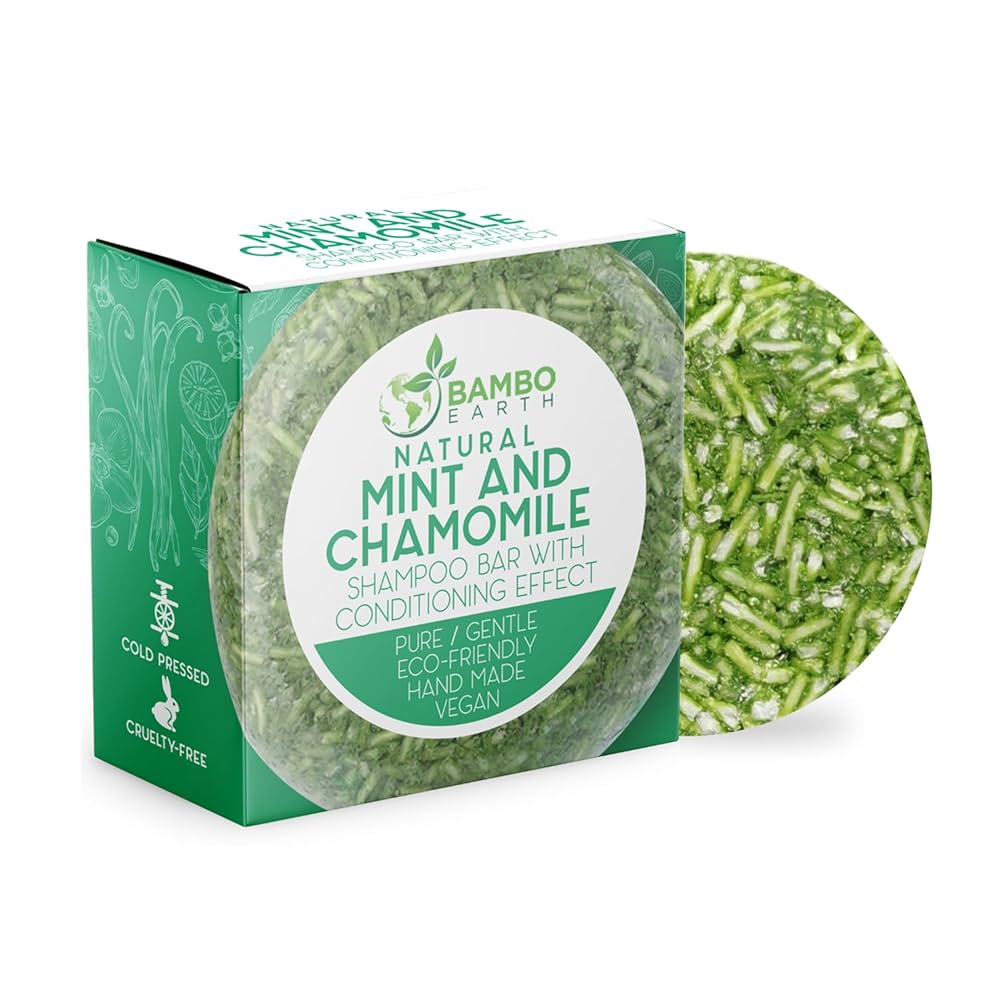 NATURAL
MINT AND
CHAMOMILE
SHAMPOO BAR WITH
CONDITIONING EFFECT
BAMBO
EARTH
NATURAL
MINT AND
CHAMOMILE
SHAMPOO BAR WITH
CONDITIONING EFFECT
PURE / GENTLE
ECO-FRIENDLY
HAND MADE
VEGAN
COLD PRESSED
CRUELTY-FREE